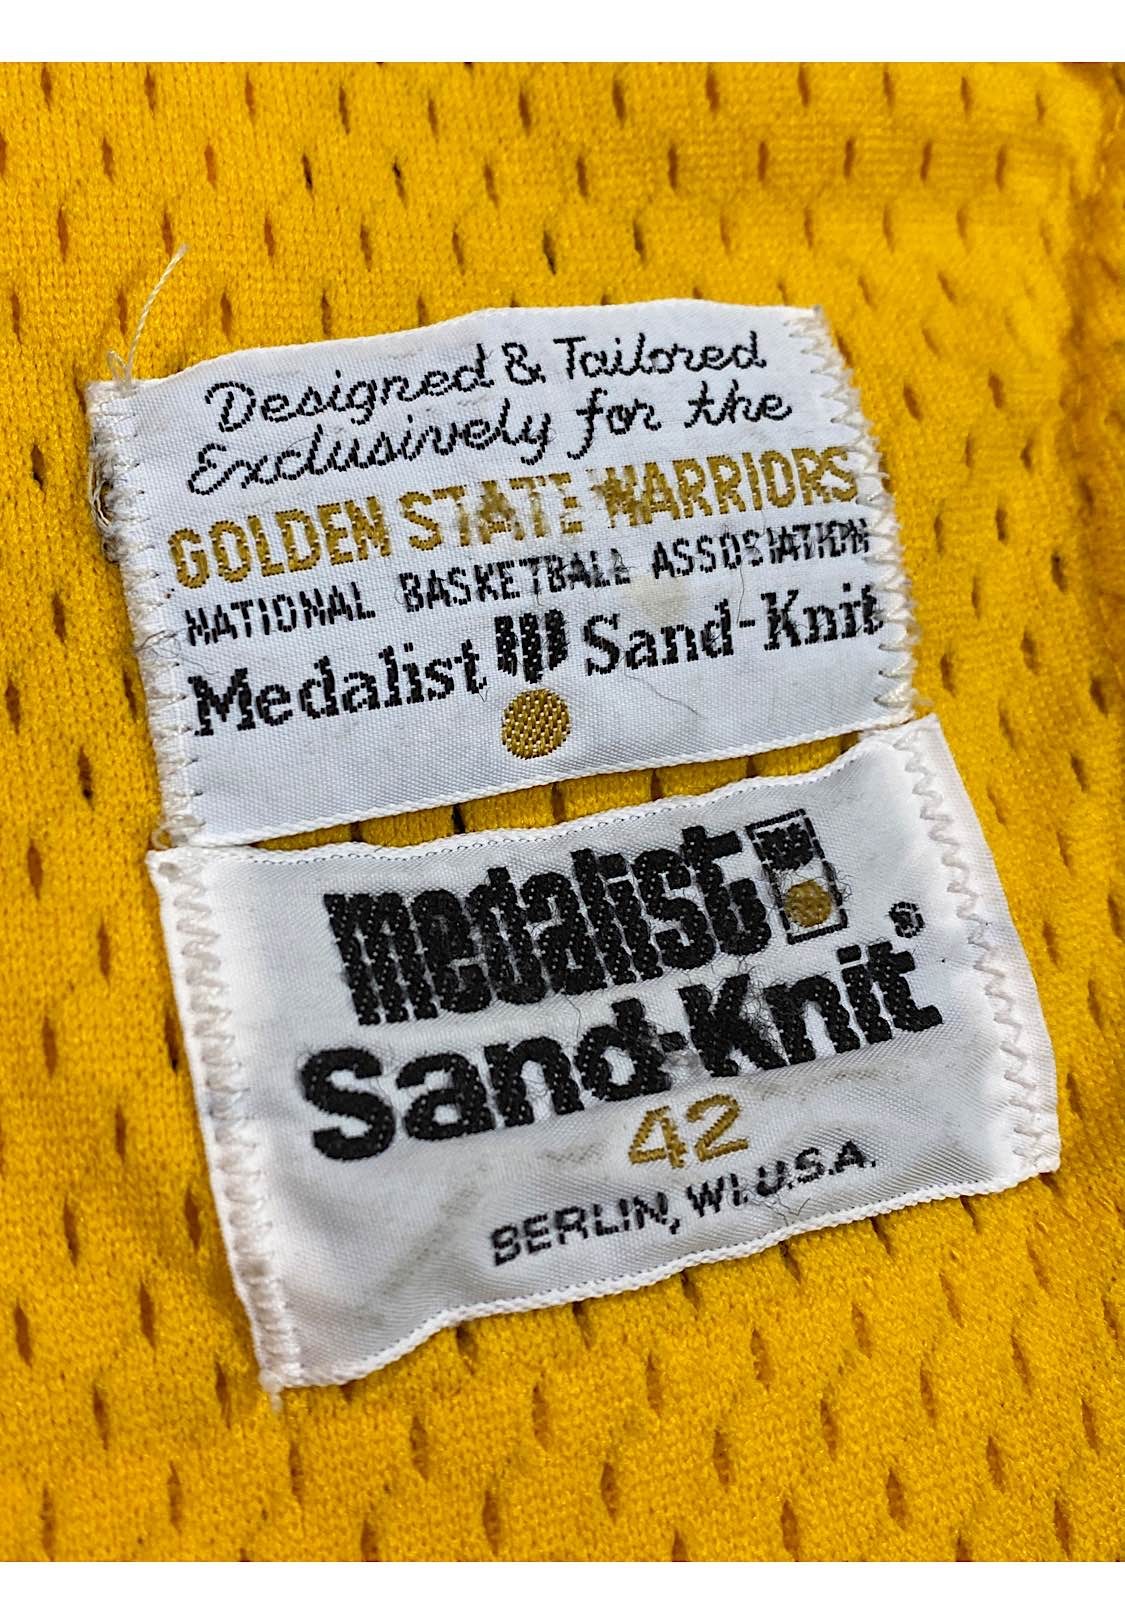 Designed & Tailored
Exclusively for the
GOLDEN STATE WARRIORS
NATIONAL BASKETBALL ASSOSIATION
Medalist Sand-Knit
medalist
Sand-Knit®
42
BERLIN, WI. U.S.A.